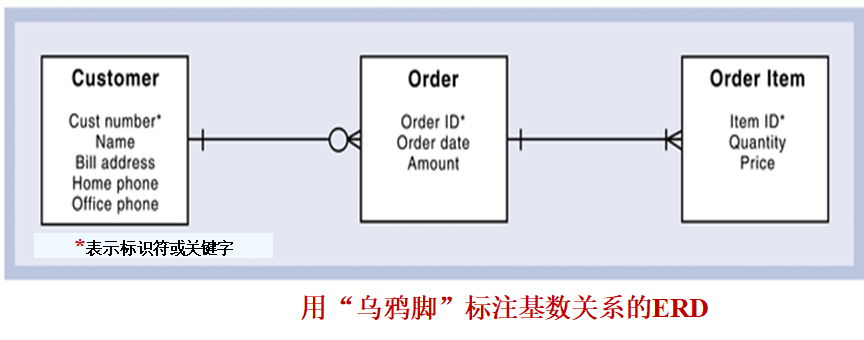 Customer
Cust number*
Name
Bill address
Home phone
Office phone
Order
Order ID*
Order date
Amount
Order Item
Item ID*
Quantity
Price
*表示标识符或关健字
用“乌鸦脚”标注基数关系的ERD